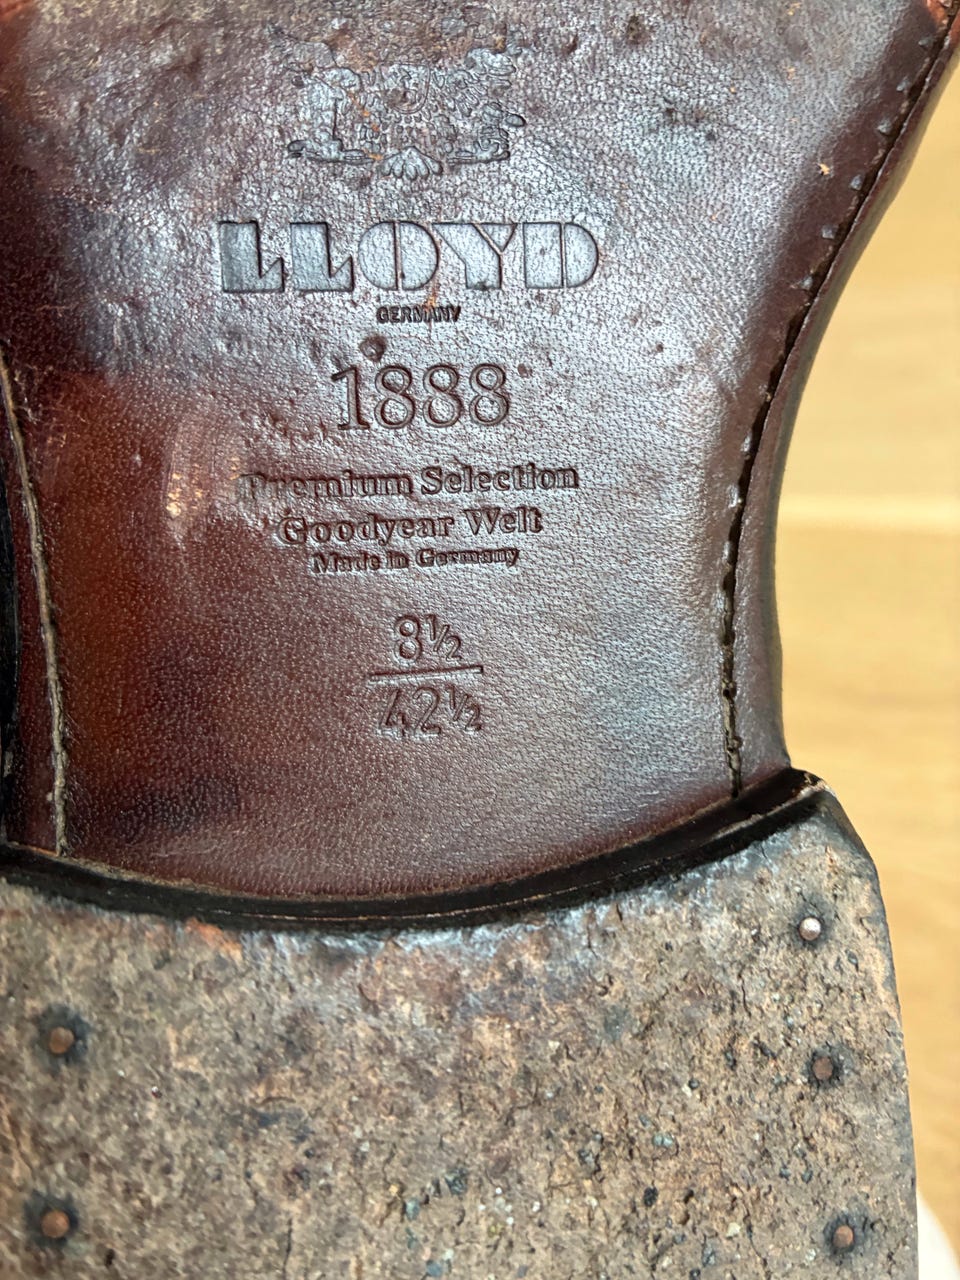 LLOYD
GERMANY
1888
Premium Selection
Goodyear Welt
Made in Germany
8½
42½